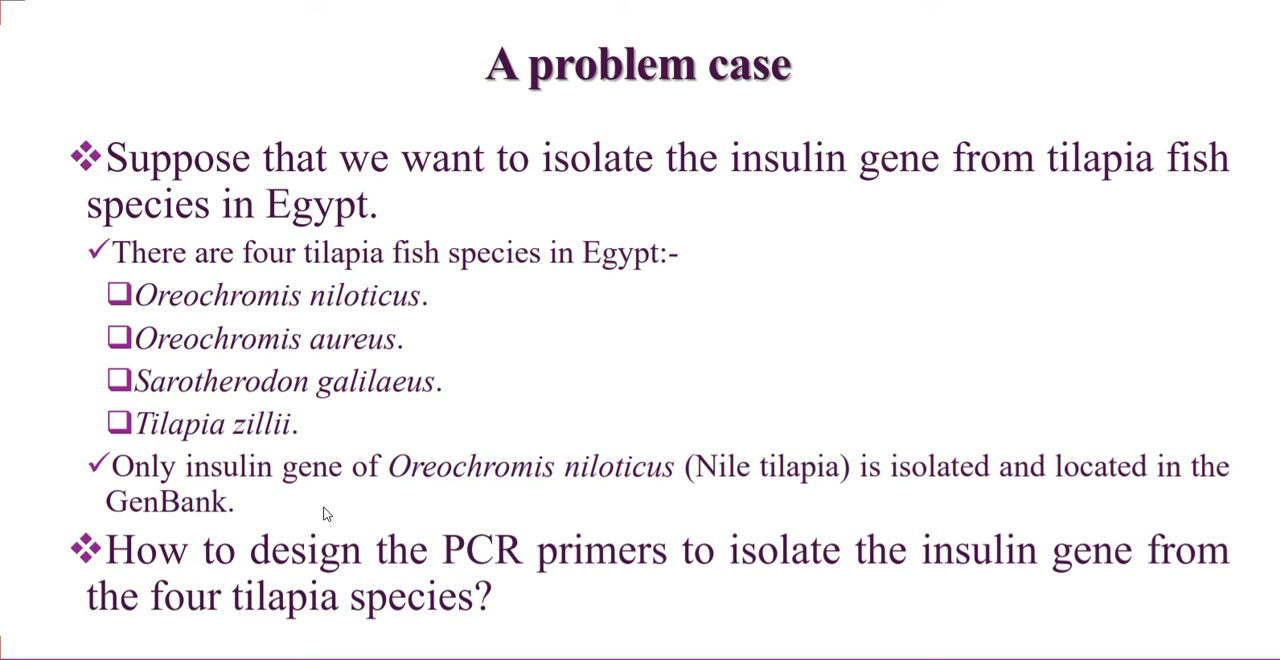 A problem case
❖Suppose that we want to isolate the insulin gene from tilapia fish
species in Egypt.
✓There are four tilapia fish species in Egypt:-
❑Oreochromis niloticus.
❑Oreochromis aureus.
❑Sarotherodon galilaeus.
❑Tilapia zillii.
✓Only insulin gene of Oreochromis niloticus (Nile tilapia) is isolated and located in the
GenBank.
❖How to design the PCR primers to isolate the insulin gene from
the four tilapia species?